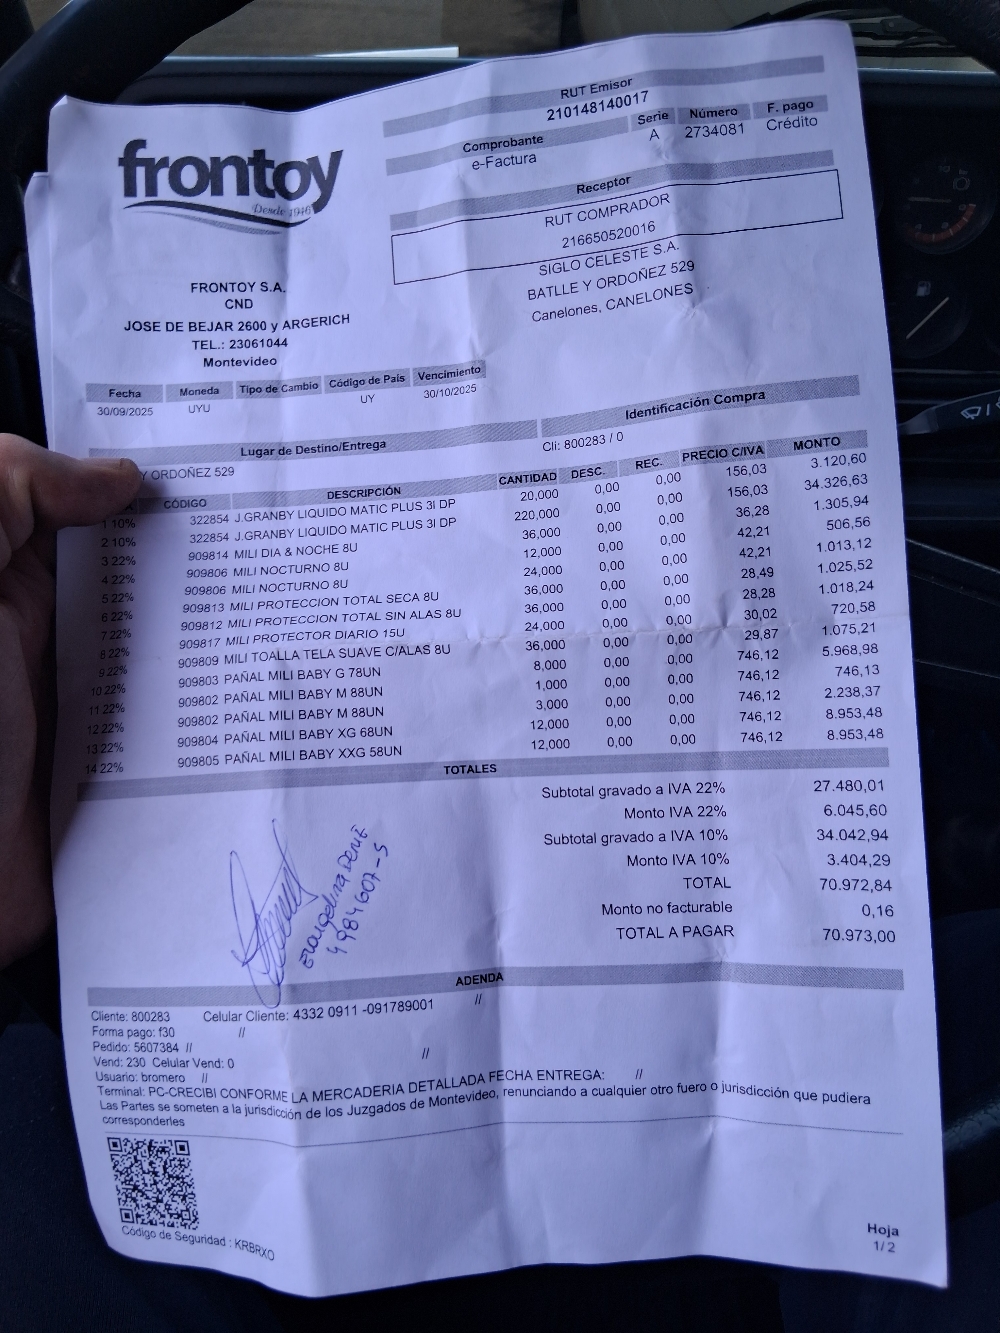 frontoy
Desde 1946
RUT Emisor
210148140017
Comprobante Serie Número F. pago
e-Factura A 2734081 Crédito
Receptor
RUT COMPRADOR
216650520016
SIGLO CELESTE S.A.
BATLLE Y ORDOÑEZ 529
Canelones, CANELONES
FRONTOY S.A.
CND
JOSE DE BEJAR 2600 y ARGERICH
TEL.: 23061044
Montevideo
Fecha Moneda Tipo de Cambio Código de País Vencimiento
30/09/2025 UYU UY 30/10/2025
Lugar de Destino/Entrega Identificación Compra
Y ORDOÑEZ 529 Cli: 800283 / 0
CÓDIGO DESCRIPCIÓN CANTIDAD DESC. REC. PRECIO C/IVA MONTO
1 10% 322854 J.GRANBY LIQUIDO MATIC PLUS 3l DP 20,000 0,00 0,00 156,03 3.120,60
2 10% 322854 J.GRANBY LIQUIDO MATIC PLUS 3l DP 220,000 0,00 0,00 156,03 34.326,63
3 22% 909814 MILI DIA & NOCHE 8U 36,000 0,00 0,00 36,28 1.305,94
4 22% 909806 MILI NOCTURNO 8U 12,000 0,00 0,00 42,21 506,56
5 22% 909806 MILI NOCTURNO 8U 24,000 0,00 0,00 42,21 1.013,12
6 22% 909813 MILI PROTECCION TOTAL SECA 8U 36,000 0,00 0,00 28,49 1.025,52
7 22% 909812 MILI PROTECCION TOTAL SIN ALAS 8U 36,000 0,00 0,00 28,28 1.018,24
8 22% 909817 MILI PROTECTOR DIARIO 15U 24,000 0,00 0,00 30,02 720,58
9 22% 909809 MILI TOALLA TELA SUAVE C/ALAS 8U 36,000 0,00 0,00 29,87 1.075,21
10 22% 909803 PAÑAL MILI BABY G 78UN 8,000 0,00 0,00 746,12 5.968,98
11 22% 909802 PAÑAL MILI BABY M 88UN 1,000 0,00 0,00 746,12 746,13
12 22% 909802 PAÑAL MILI BABY M 88UN 3,000 0,00 0,00 746,12 2.238,37
13 22% 909804 PAÑAL MILI BABY XG 68UN 12,000 0,00 0,00 746,12 8.953,48
14 22% 909805 PAÑAL MILI BABY XXG 58UN 12,000 0,00 0,00 746,12 8.953,48
TOTALES
Subtotal gravado a IVA 22% 27.480,01
Monto IVA 22% 6.045,60
Subtotal gravado a IVA 10% 34.042,94
Monto IVA 10% 3.404,29
TOTAL 70.972,84
Monto no facturable 0,16
TOTAL A PAGAR 70.973,00
Evangelina Deniz
4984607-5
ADENDA
Cliente: 800283 Celular Cliente: 4332 0911 -091789001 //
Forma pago: f30 //
Pedido: 5607384 //
Vend: 230 Celular Vend: 0 //
Usuario: bromero //
Terminal: PC-CRECIBI CONFORME LA MERCADERIA DETALLADA FECHA ENTREGA: //
Las Partes se someten a la jurisdicción de los Juzgados de Montevideo, renunciando a cualquier otro fuero o jurisdicción que pudiera
corresponderles
Código de Seguridad : KRBRXO
Hoja
1/2